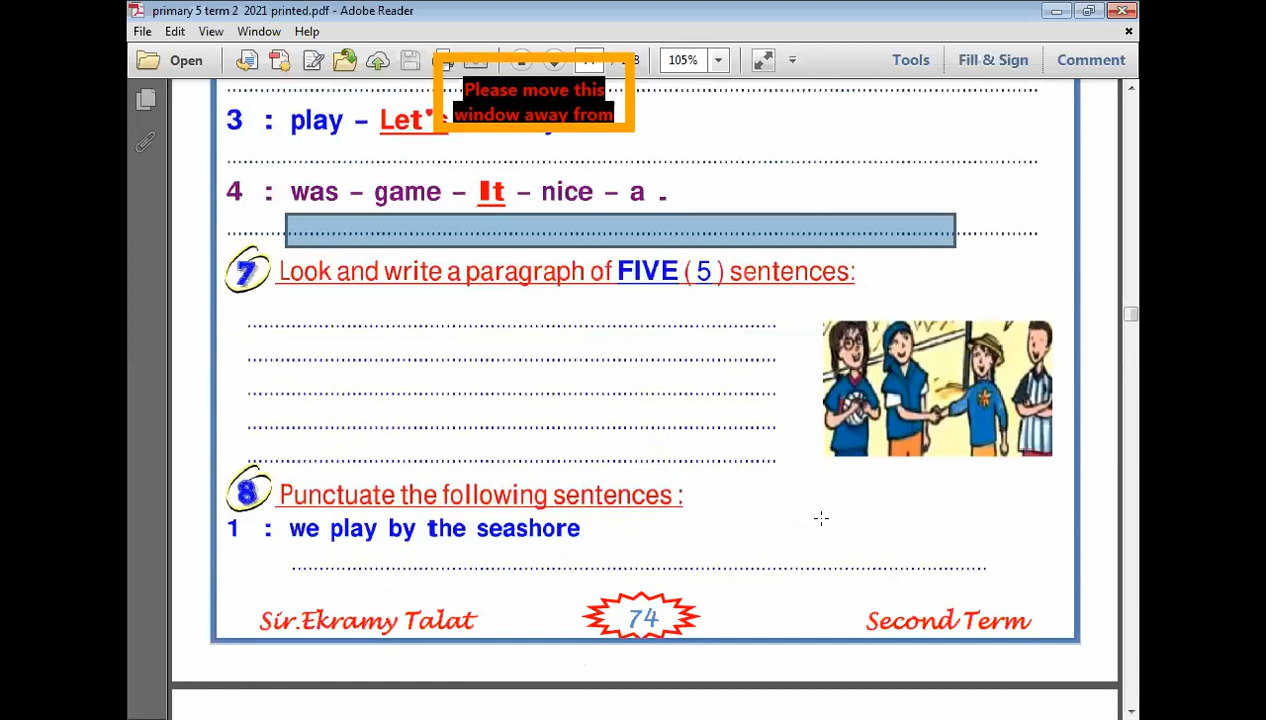 primary 5 term 2 2021 printed.pdf - Adobe Reader
File Edit View Window Help
Open 105% Tools Fill & Sign Comment
Please move this
window away from
3 : play – Let's
4 : was – game – It – nice – a .
7 Look and write a paragraph of FIVE ( 5 ) sentences:
8 Punctuate the following sentences :
1 : we play by the seashore
Sir.Ekramy Talat 74 Second Term